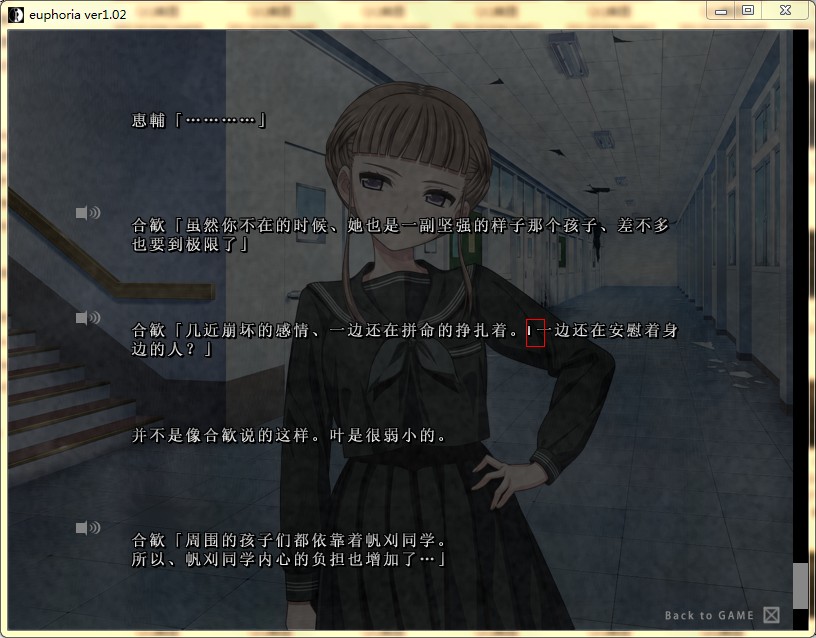 euphoria ver1.02
恵輔「…………」
合歓「虽然你不在的时候、她也是一副坚强的样子那个孩子、差不多
也要到极限了」
合歓「几近崩坏的感情、一边还在拼命的挣扎着。一边还在安慰着身
边的人？」
并不是像合歓说的这样。叶是很弱小的。
合歓「周围的孩子们都依靠着帆刈同学。
所以、帆刈同学内心的负担也增加了…」
Back to GAME